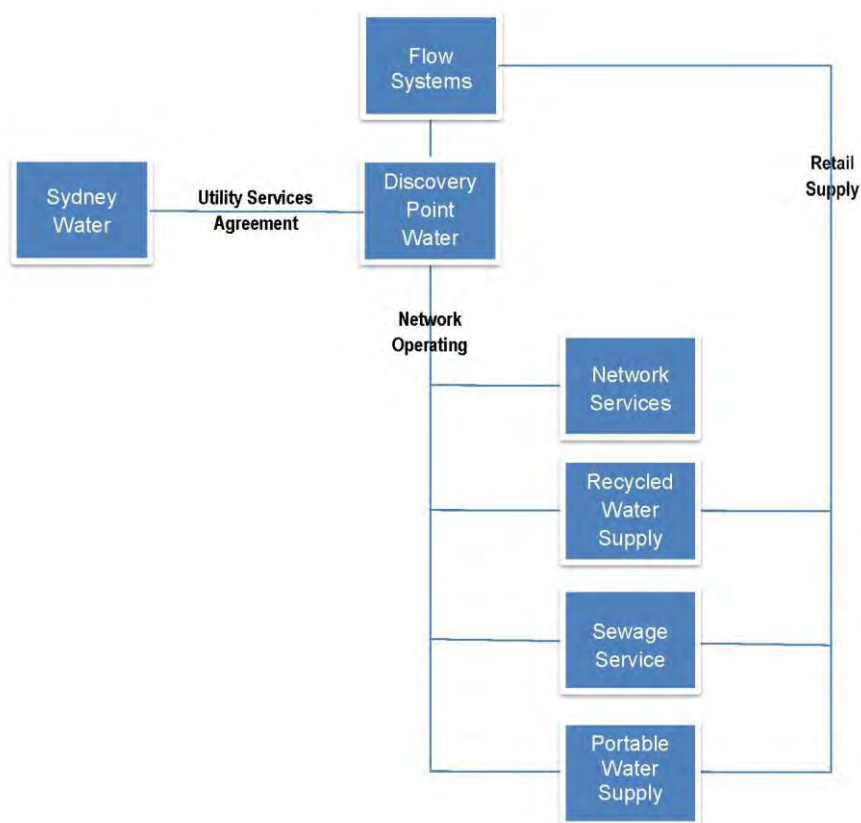 Flow
Systems
Retail
Supply
Sydney
Water
Utility Services
Agreement
Discovery
Point
Water
Network
Operating
Network
Services
Recycled
Water
Supply
Sewage
Service
Portable
Water
Supply